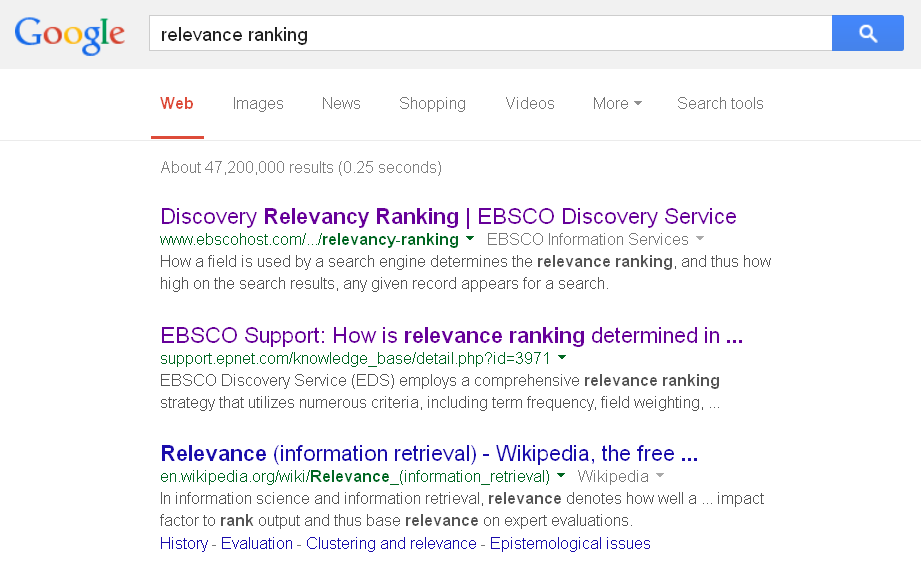 Google
relevance ranking
Web Images News Shopping Videos More Search tools
About 47,200,000 results (0.25 seconds)
Discovery Relevancy Ranking | EBSCO Discovery Service
www.ebscohost.com/.../relevancy-ranking EBSCO Information Services
How a field is used by a search engine determines the relevance ranking, and thus how
high on the search results, any given record appears for a search.
EBSCO Support: How is relevance ranking determined in ...
support.epnet.com/knowledge_base/detail.php?id=3971
EBSCO Discovery Service (EDS) employs a comprehensive relevance ranking
strategy that utilizes numerous criteria, including term frequency, field weighting, ...
Relevance (information retrieval) - Wikipedia, the free ...
en.wikipedia.org/wiki/Relevance_(information_retrieval) Wikipedia
In information science and information retrieval, relevance denotes how well a ... impact
factor to rank output and thus base relevance on expert evaluations.
History - Evaluation - Clustering and relevance - Epistemological issues